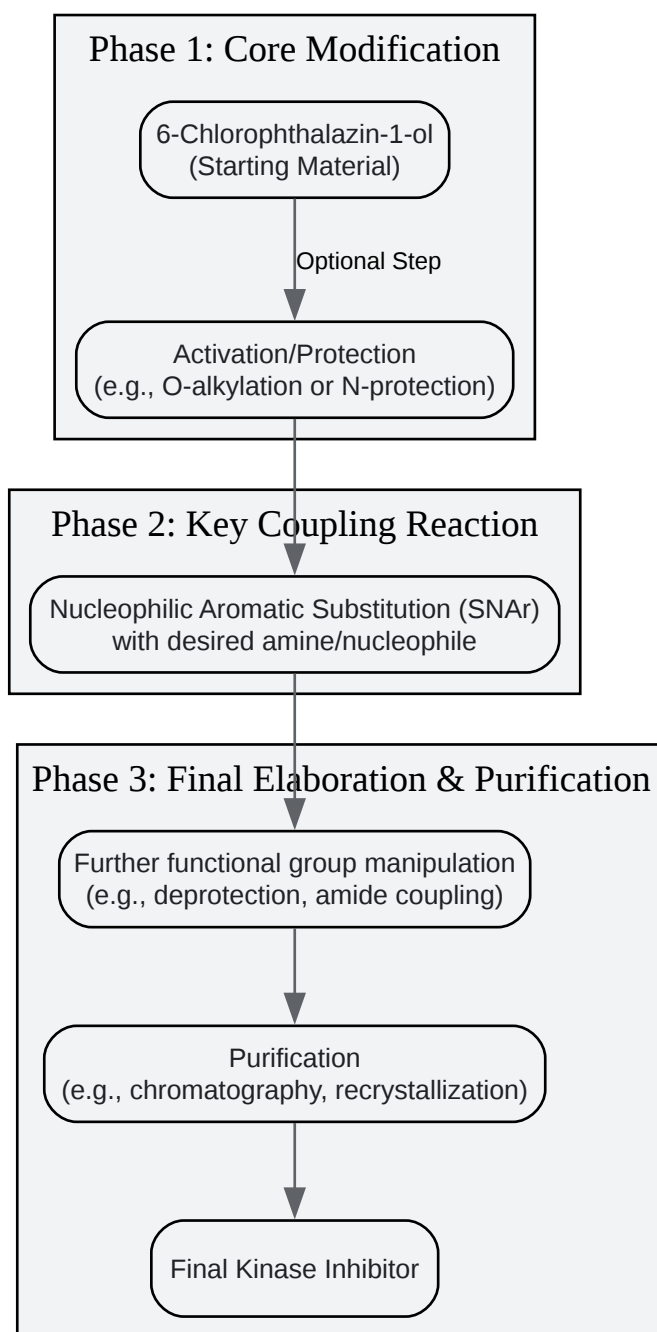 Phase 1: Core Modification
6-Chlorophthalazin-1-ol
(Starting Material)
Optional Step
Activation/Protection
(e.g., O-alkylation or N-protection)
Phase 2: Key Coupling Reaction
Nucleophilic Aromatic Substitution (SNAr)
with desired amine/nucleophile
Phase 3: Final Elaboration & Purification
Further functional group manipulation
(e.g., deprotection, amide coupling)
Purification
(e.g., chromatography, recrystallization)
Final Kinase Inhibitor